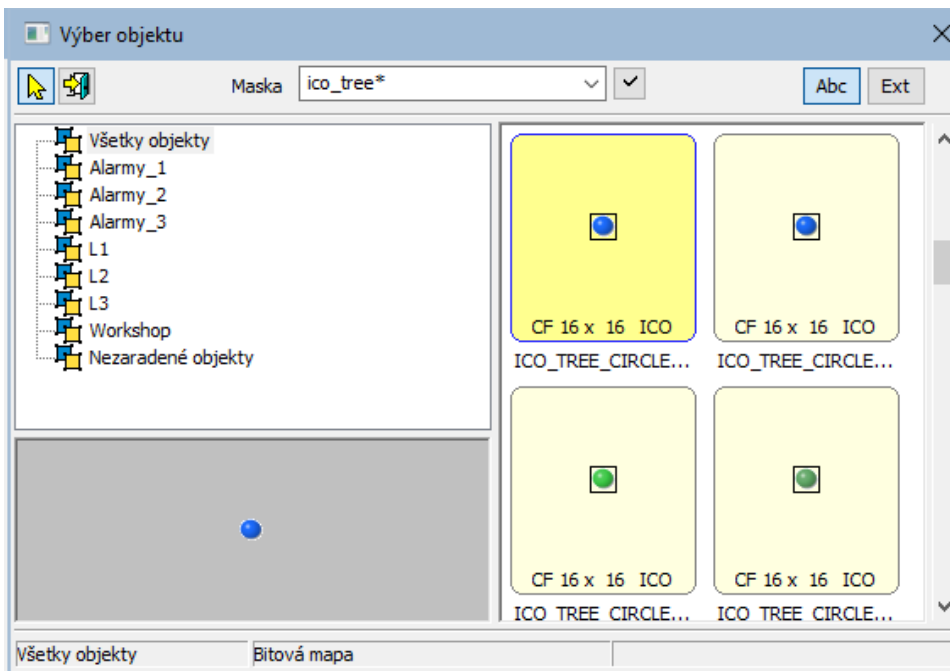 Výber objektu
Maska ico_tree* Abc Ext
Všetky objekty
Alarmy_1
Alarmy_2
Alarmy_3
L1
L2
L3
Workshop
Nezaradené objekty
CF 16 x 16 ICO CF 16 x 16 ICO
ICO_TREE_CIRCLE... ICO_TREE_CIRCLE...
CF 16 x 16 ICO CF 16 x 16 ICO
ICO_TREE_CIRCLE... ICO_TREE_CIRCLE...
Všetky objekty Bitová mapa